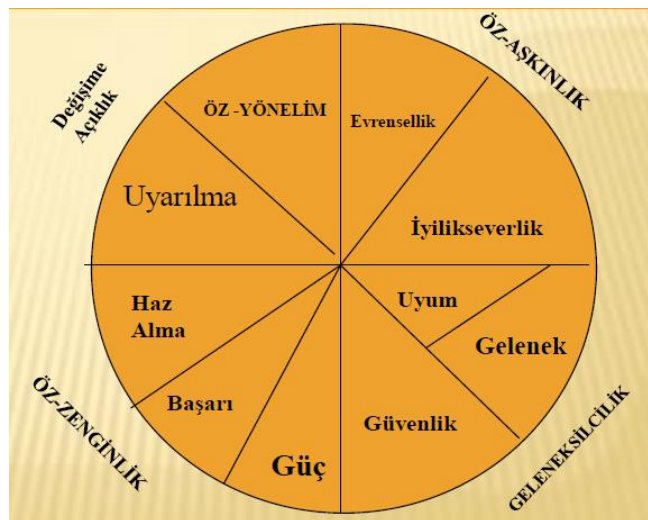 ÖZ-AŞKINLIK
Değişime
Açıklık
ÖZ -YÖNELİM
Evrensellik
Uyarılma
İyilikseverlik
Haz
Alma
Uyum
Gelenek
Başarı
Güvenlik
Güç
ÖZ-ZENGİNLİK
GELENEKSİLCİLİK